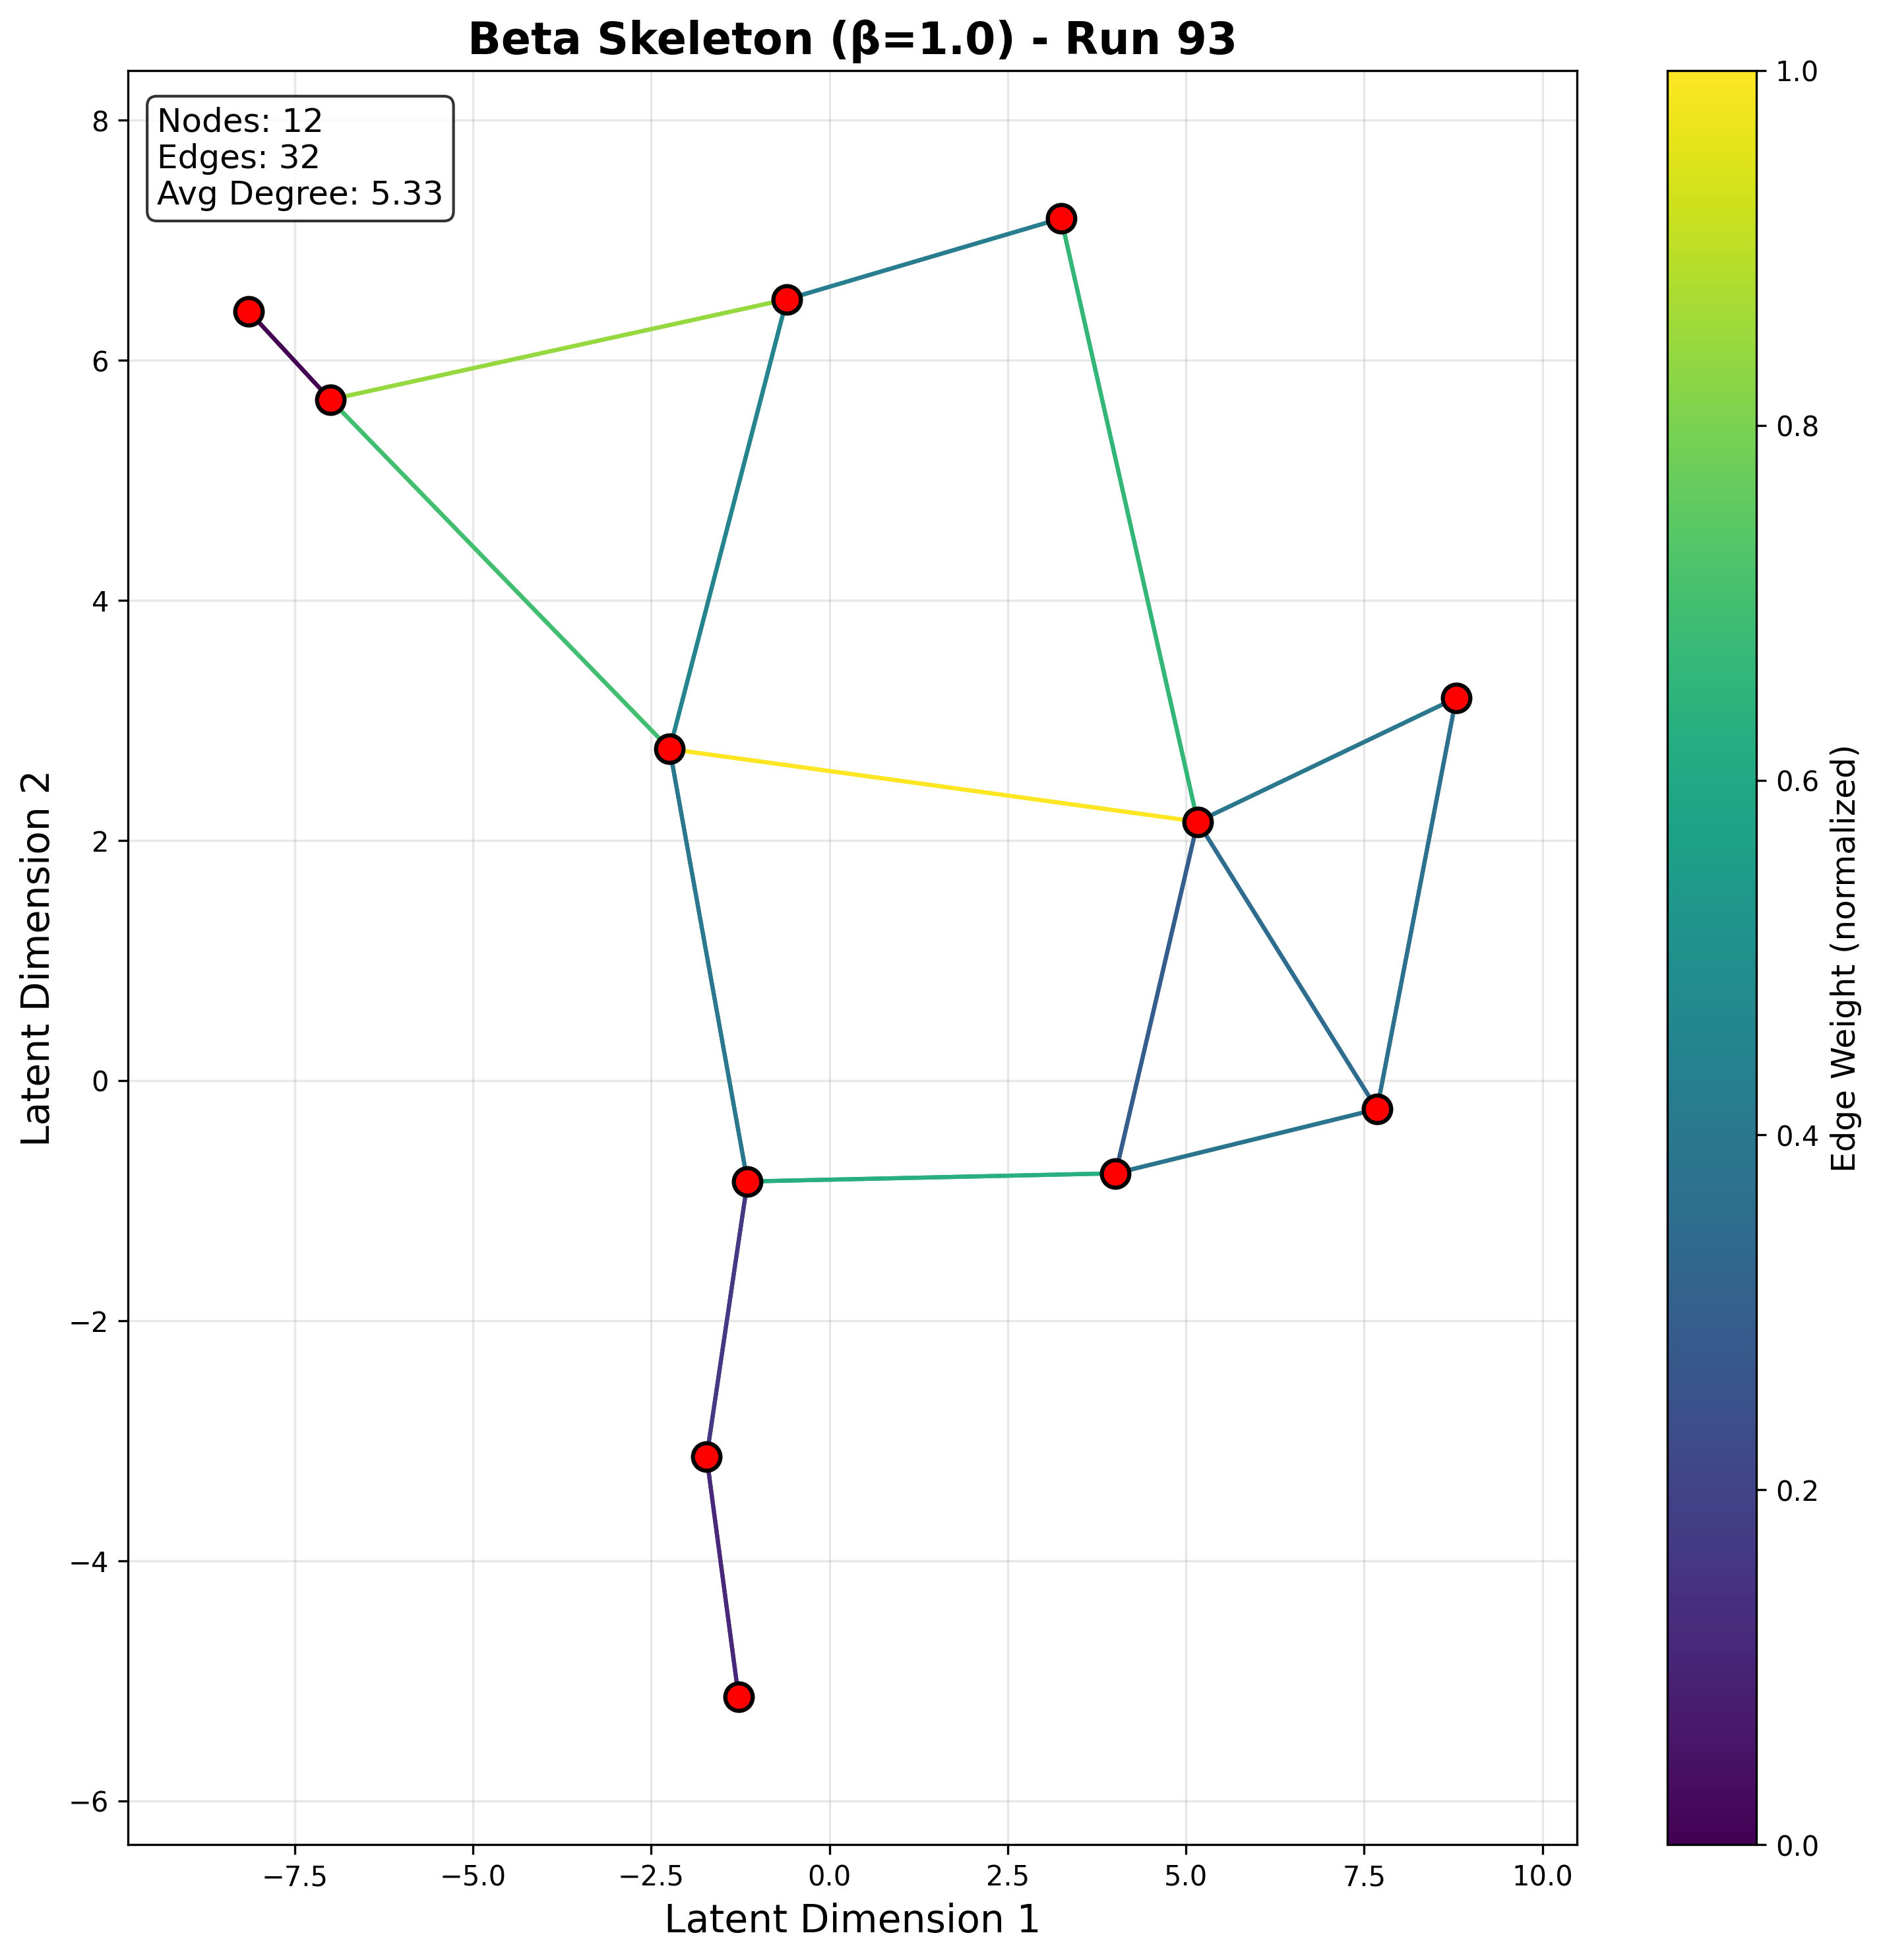 Beta Skeleton (β=1.0) - Run 93
Nodes: 12
Edges: 32
Avg Degree: 5.33
8
6
4
2
0
−2
−4
−6
Latent Dimension 2
−7.5 −5.0 −2.5 0.0 2.5 5.0 7.5 10.0
Latent Dimension 1
1.0
0.8
0.6
0.4
0.2
0.0
Edge Weight (normalized)